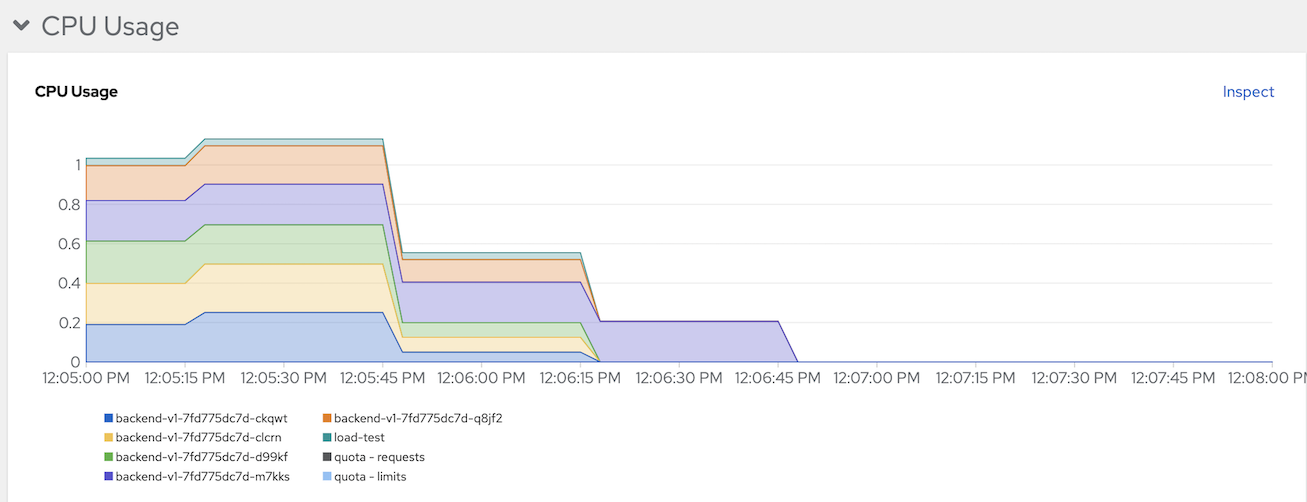 CPU Usage
CPU Usage
Inspect
1
0.8
0.6
0.4
0.2
0
12:05:00 PM 12:05:15 PM 12:05:30 PM 12:05:45 PM 12:06:00 PM 12:06:15 PM 12:06:30 PM 12:06:45 PM 12:07:00 PM 12:07:15 PM 12:07:30 PM 12:07:45 PM 12:08:00 PM
backend-v1-7fd775dc7d-ckqwt backend-v1-7fd775dc7d-q8jf2
backend-v1-7fd775dc7d-clcrn load-test
backend-v1-7fd775dc7d-d99kf quota - requests
backend-v1-7fd775dc7d-m7kks quota - limits